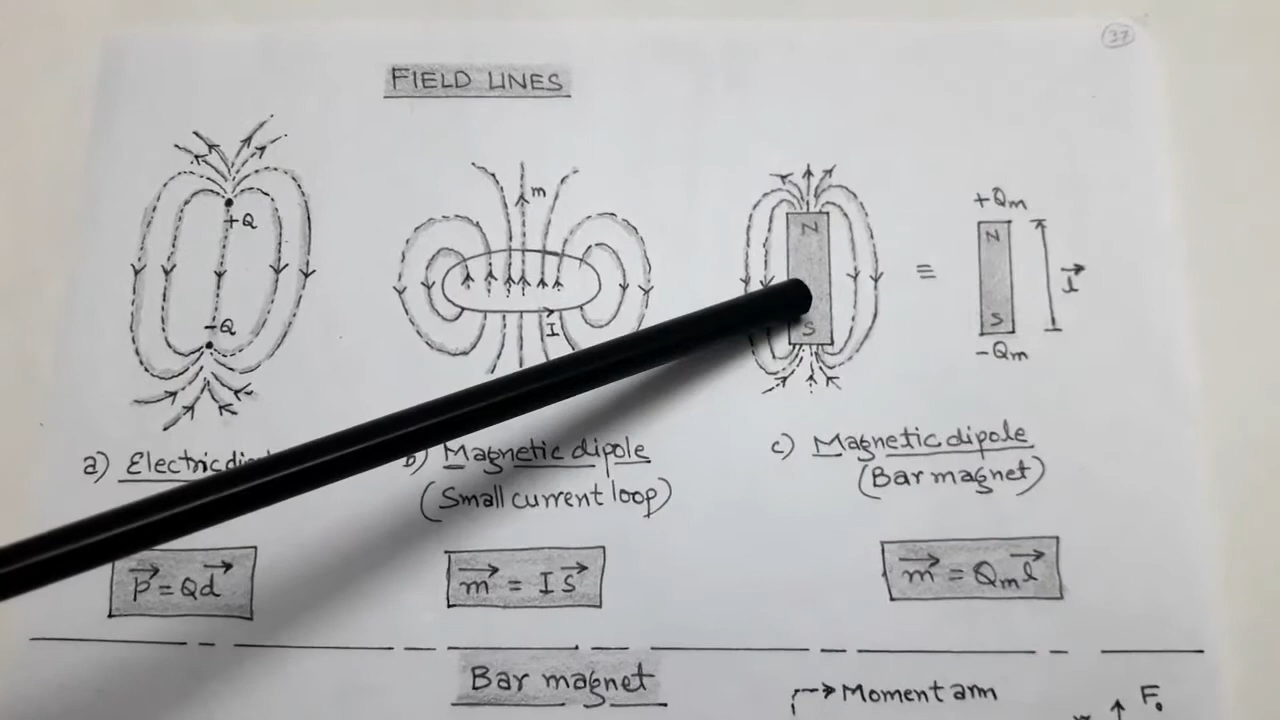 37
FIELD LINES
+Q
-Q
m
I
N
S
≡
+Qm
N
S
-Qm
l⃗
a) Electric
b) Magnetic dipole
(Small current loop)
c) Magnetic dipole
(Bar magnet)
p⃗ = Qd⃗
m⃗ = IS⃗
m⃗ = Qm l⃗
Bar magnet
Moment arm
F₀